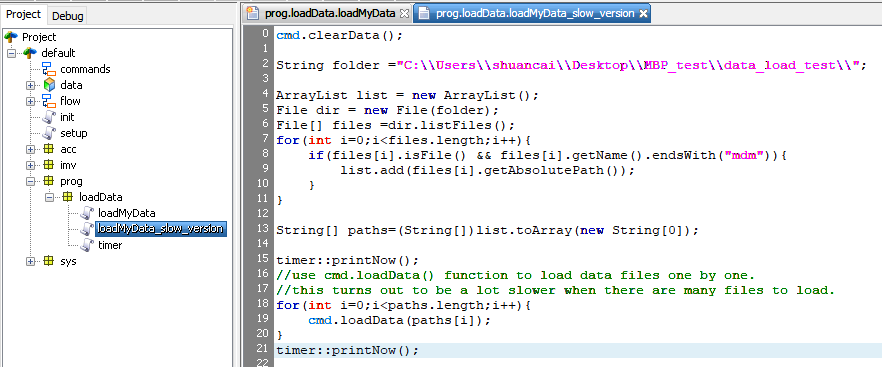 Project
Debug
Project
default
commands
data
flow
init
setup
acc
imv
prog
loadData
loadMyData
loadMyData_slow_version
timer
sys
prog.loadData.loadMyData
prog.loadData.loadMyData_slow_version
0 cmd.clearData();
1
2 String folder ="C:\\Users\\shuancai\\Desktop\\MBP_test\\data_load_test\\";
3
4 ArrayList list = new ArrayList();
5 File dir = new File(folder);
6 File[] files =dir.listFiles();
7 for(int i=0;i<files.length;i++){
8 if(files[i].isFile() && files[i].getName().endsWith("mdm")){
9 list.add(files[i].getAbsolutePath());
10 }
11 }
12
13 String[] paths=(String[])list.toArray(new String[0]);
14
15 timer::printNow();
16 //use cmd.loadData() function to load data files one by one.
17 //this turns out to be a lot slower when there are many files to load.
18 for(int i=0;i<paths.length;i++){
19 cmd.loadData(paths[i]);
20 }
21 timer::printNow();
22